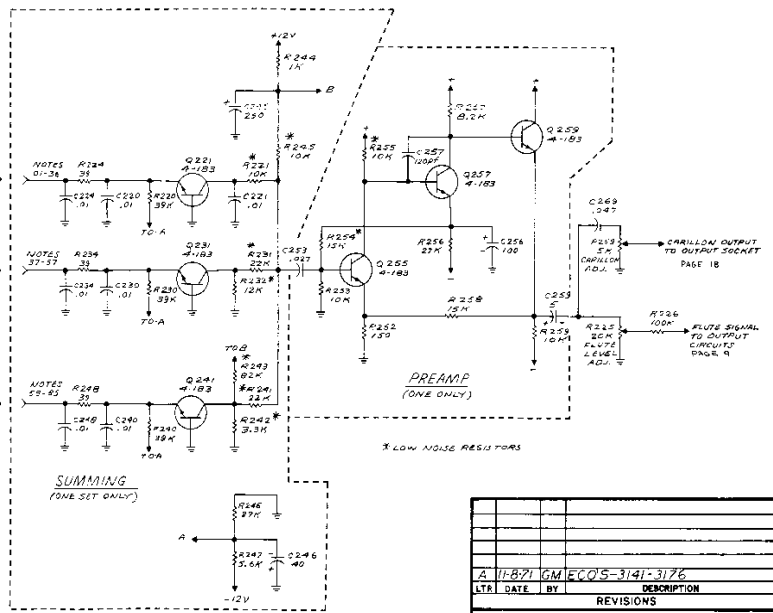 +12V
R244
1K
B
250
*
R245
10K
NOTES
01-36
R224
39
C224
.01
C220
.01
R220
39K
TO-A
Q221
4-183
*
R221
10K
C221
.01
NOTES
37-57
R234
39
C234
.01
C230
.01
R230
39K
TO-A
Q231
4-183
*
R231
22K
R232*
12K
C253
.027
TO B
*
R243
82K
NOTES
R248
39
C248
.01
C240
.01
R240
39K
TO-A
Q241
4-183
*R241
22K
R242*
3.3K
SUMMING
(ONE SET ONLY)
A
R246
27K
R247
5.6K
C246
40
-12V
+
*
R255
10K
C257
120pf
+
8.2K
Q257
4-183
+
Q259
4-183
R254*
15K
R253
10K
Q255
4-183
R256
27K
C256
100
R252
150
R258
15K
C259
5
R259
10K
PREAMP
(ONE ONLY)
* LOW NOISE RESISTORS
C269
.047
R269
5K
CARILLON
ADJ.
CARILLON OUTPUT
TO OUTPUT SOCKET
PAGE 18
R225
20K
FLUTE
LEVEL
ADJ.
R226
100K
FLUTE SIGNAL
TO OUTPUT
CIRCUITS
PAGE 9
A 11-8-71 GM ECO'S-3141-3176
LTR DATE BY DESCRIPTION
REVISIONS